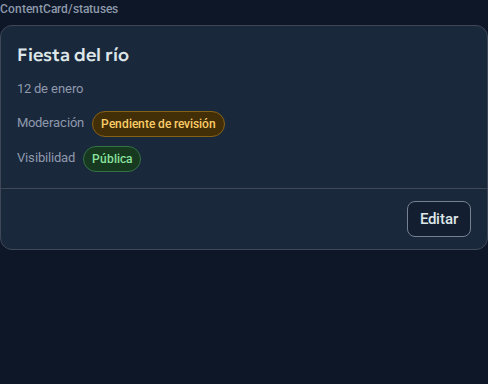 ContentCard/statuses
Fiesta del río
12 de enero
Moderación Pendiente de revisión
Visibilidad Pública
Editar